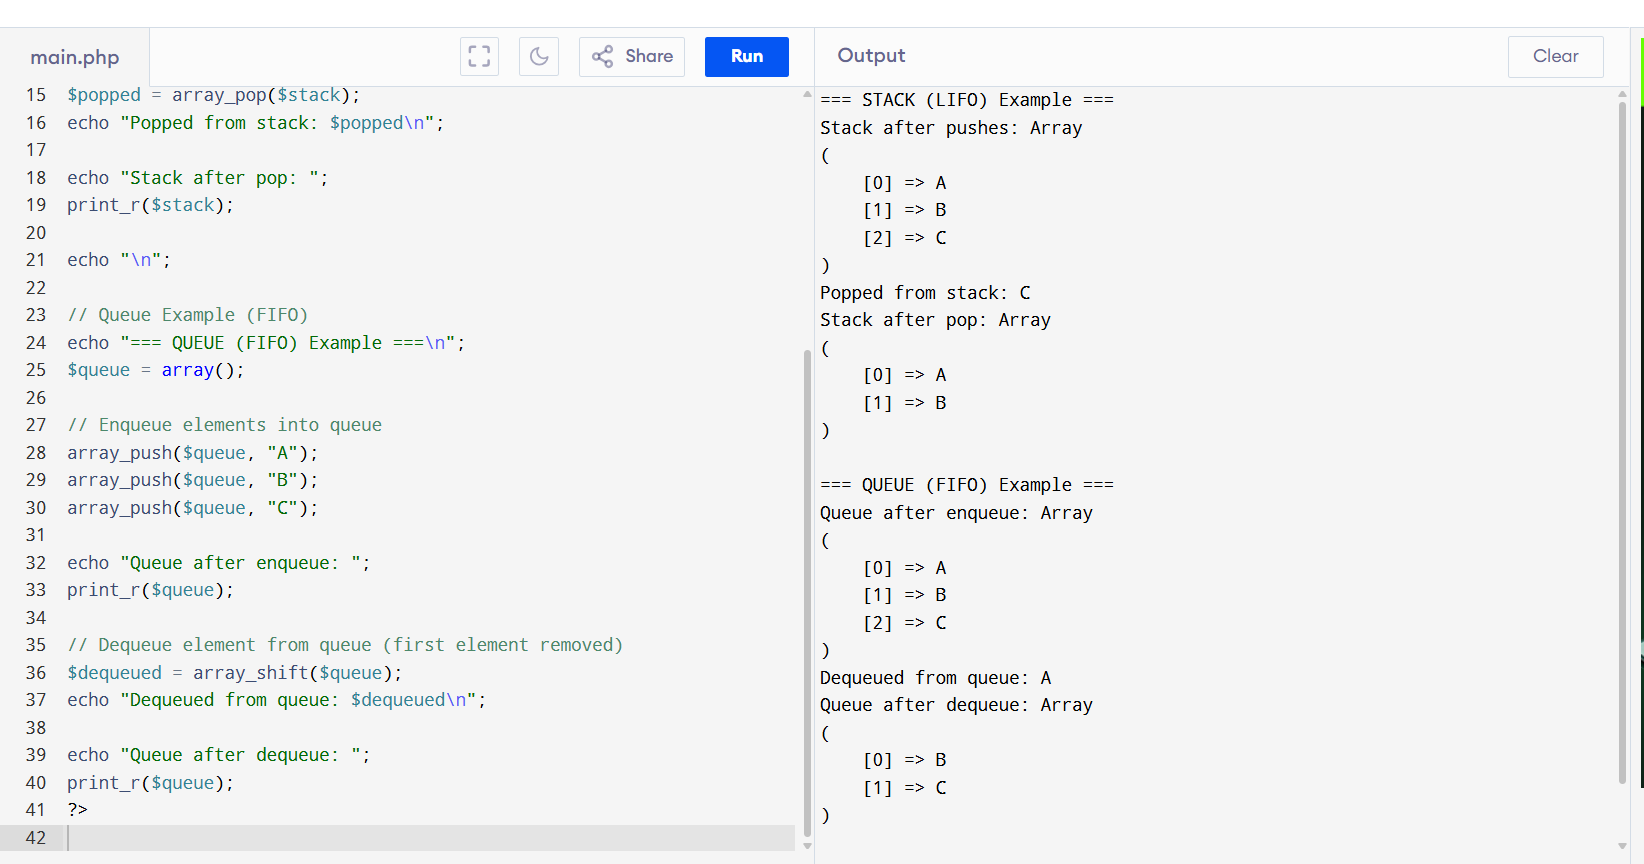 main.php
Share
Run
15 $popped = array_pop($stack);
16 echo "Popped from stack: $popped\n";
17
18 echo "Stack after pop: ";
19 print_r($stack);
20
21 echo "\n";
22
23 // Queue Example (FIFO)
24 echo "=== QUEUE (FIFO) Example ===\n";
25 $queue = array();
26
27 // Enqueue elements into queue
28 array_push($queue, "A");
29 array_push($queue, "B");
30 array_push($queue, "C");
31
32 echo "Queue after enqueue: ";
33 print_r($queue);
34
35 // Dequeue element from queue (first element removed)
36 $dequeued = array_shift($queue);
37 echo "Dequeued from queue: $dequeued\n";
38
39 echo "Queue after dequeue: ";
40 print_r($queue);
41 ?>
42
Output
Clear
=== STACK (LIFO) Example ===
Stack after pushes: Array
(
    [0] => A
    [1] => B
    [2] => C
)
Popped from stack: C
Stack after pop: Array
(
    [0] => A
    [1] => B
)

=== QUEUE (FIFO) Example ===
Queue after enqueue: Array
(
    [0] => A
    [1] => B
    [2] => C
)
Dequeued from queue: A
Queue after dequeue: Array
(
    [0] => B
    [1] => C
)